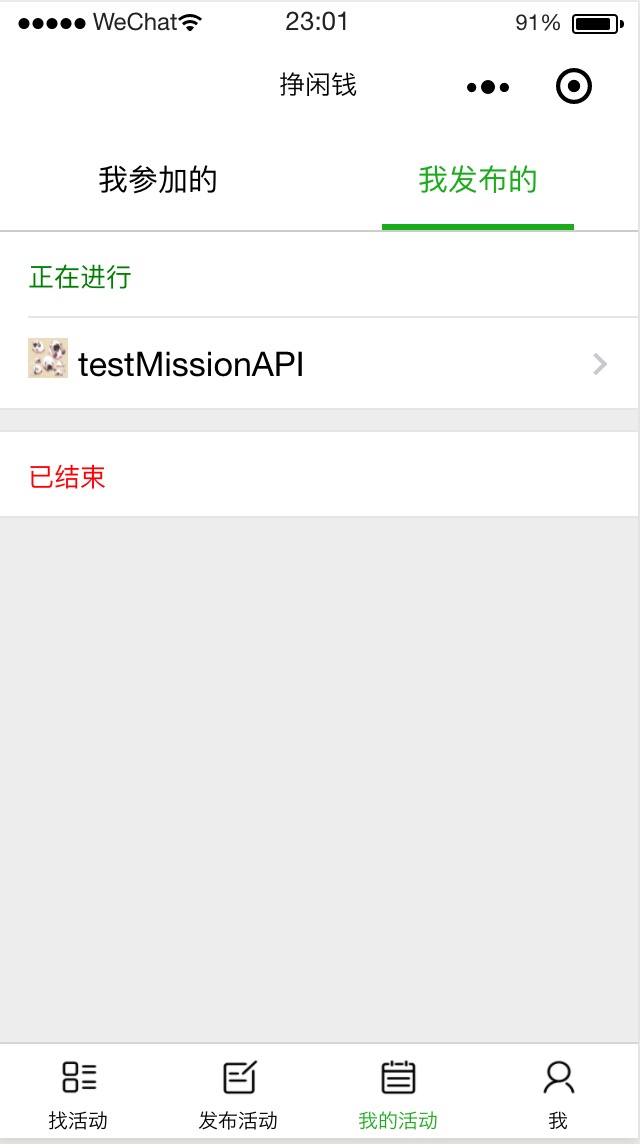 WeChat 23:01 91%
挣闲钱
我参加的 我发布的
正在进行
testMissionAPI
已结束
找活动 发布活动 我的活动 我